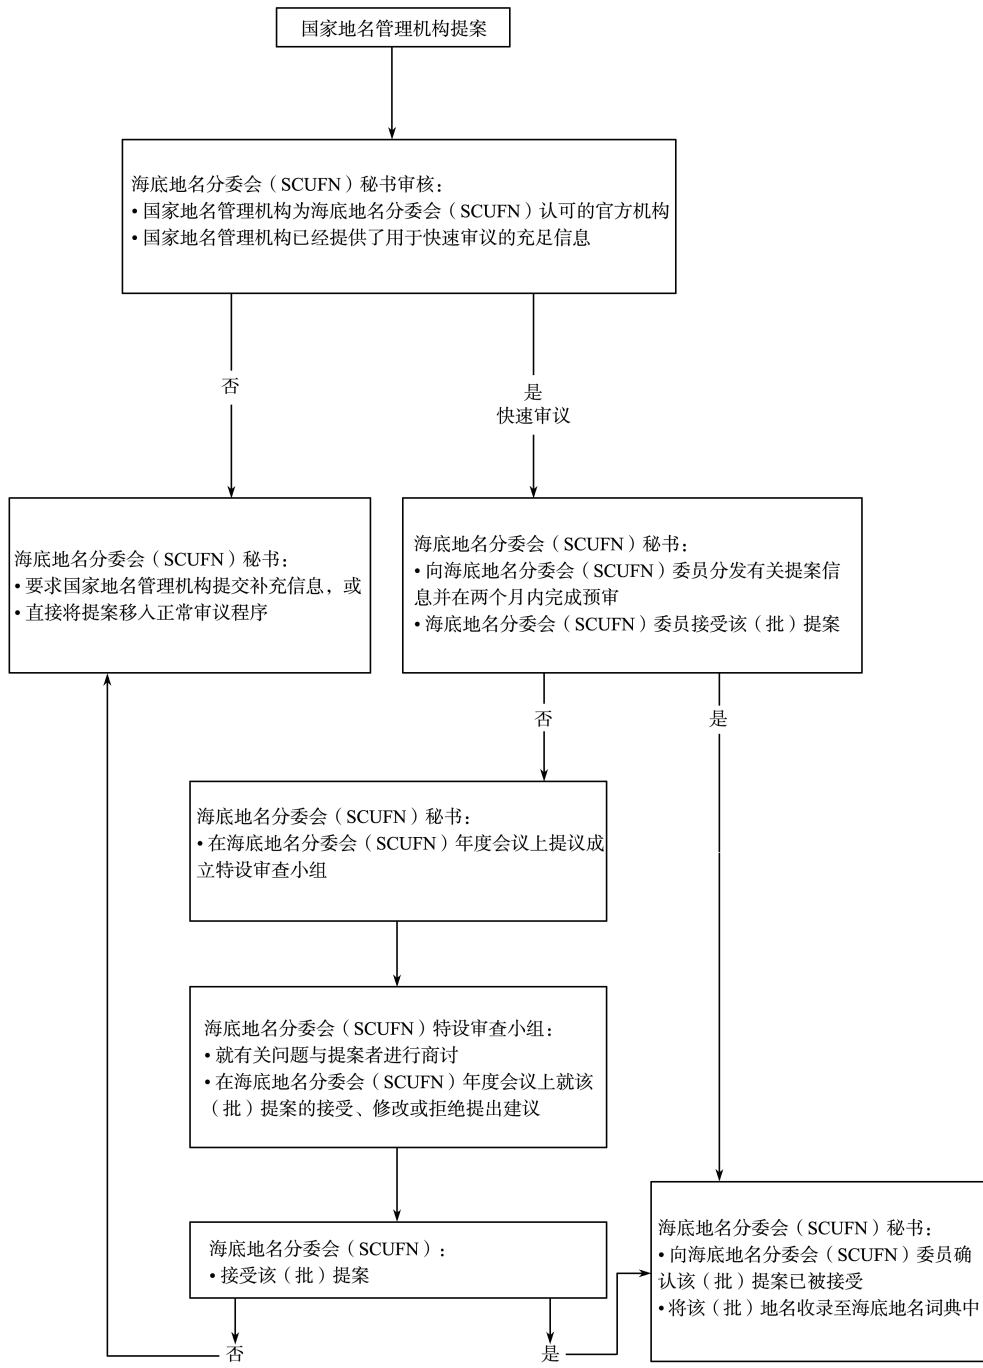 国家地名管理机构提案
海底地名分委会（SCUFN）秘书审核：
• 国家地名管理机构为海底地名分委会（SCUFN）认可的官方机构
• 国家地名管理机构已经提供了用于快速审议的充足信息
否
是
快速审议
海底地名分委会（SCUFN）秘书：
• 要求国家地名管理机构提交补充信息，或
• 直接将提案移入正常审议程序
海底地名分委会（SCUFN）秘书：
• 向海底地名分委会（SCUFN）委员分发有关提案信
息并在两个月内完成预审
• 海底地名分委会（SCUFN）委员接受该（批）提案
否
是
海底地名分委会（SCUFN）秘书：
• 在海底地名分委会（SCUFN）年度会议上提议成
立特设审查小组
海底地名分委会（SCUFN）特设审查小组：
• 就有关问题与提案者进行商讨
• 在海底地名分委会（SCUFN）年度会议上就该
（批）提案的接受、修改或拒绝提出建议
海底地名分委会（SCUFN）：
• 接受该（批）提案
海底地名分委会（SCUFN）秘书：
• 向海底地名分委会（SCUFN）委员确
认该（批）提案已被接受
• 将该（批）地名收录至海底地名词典中
否
是